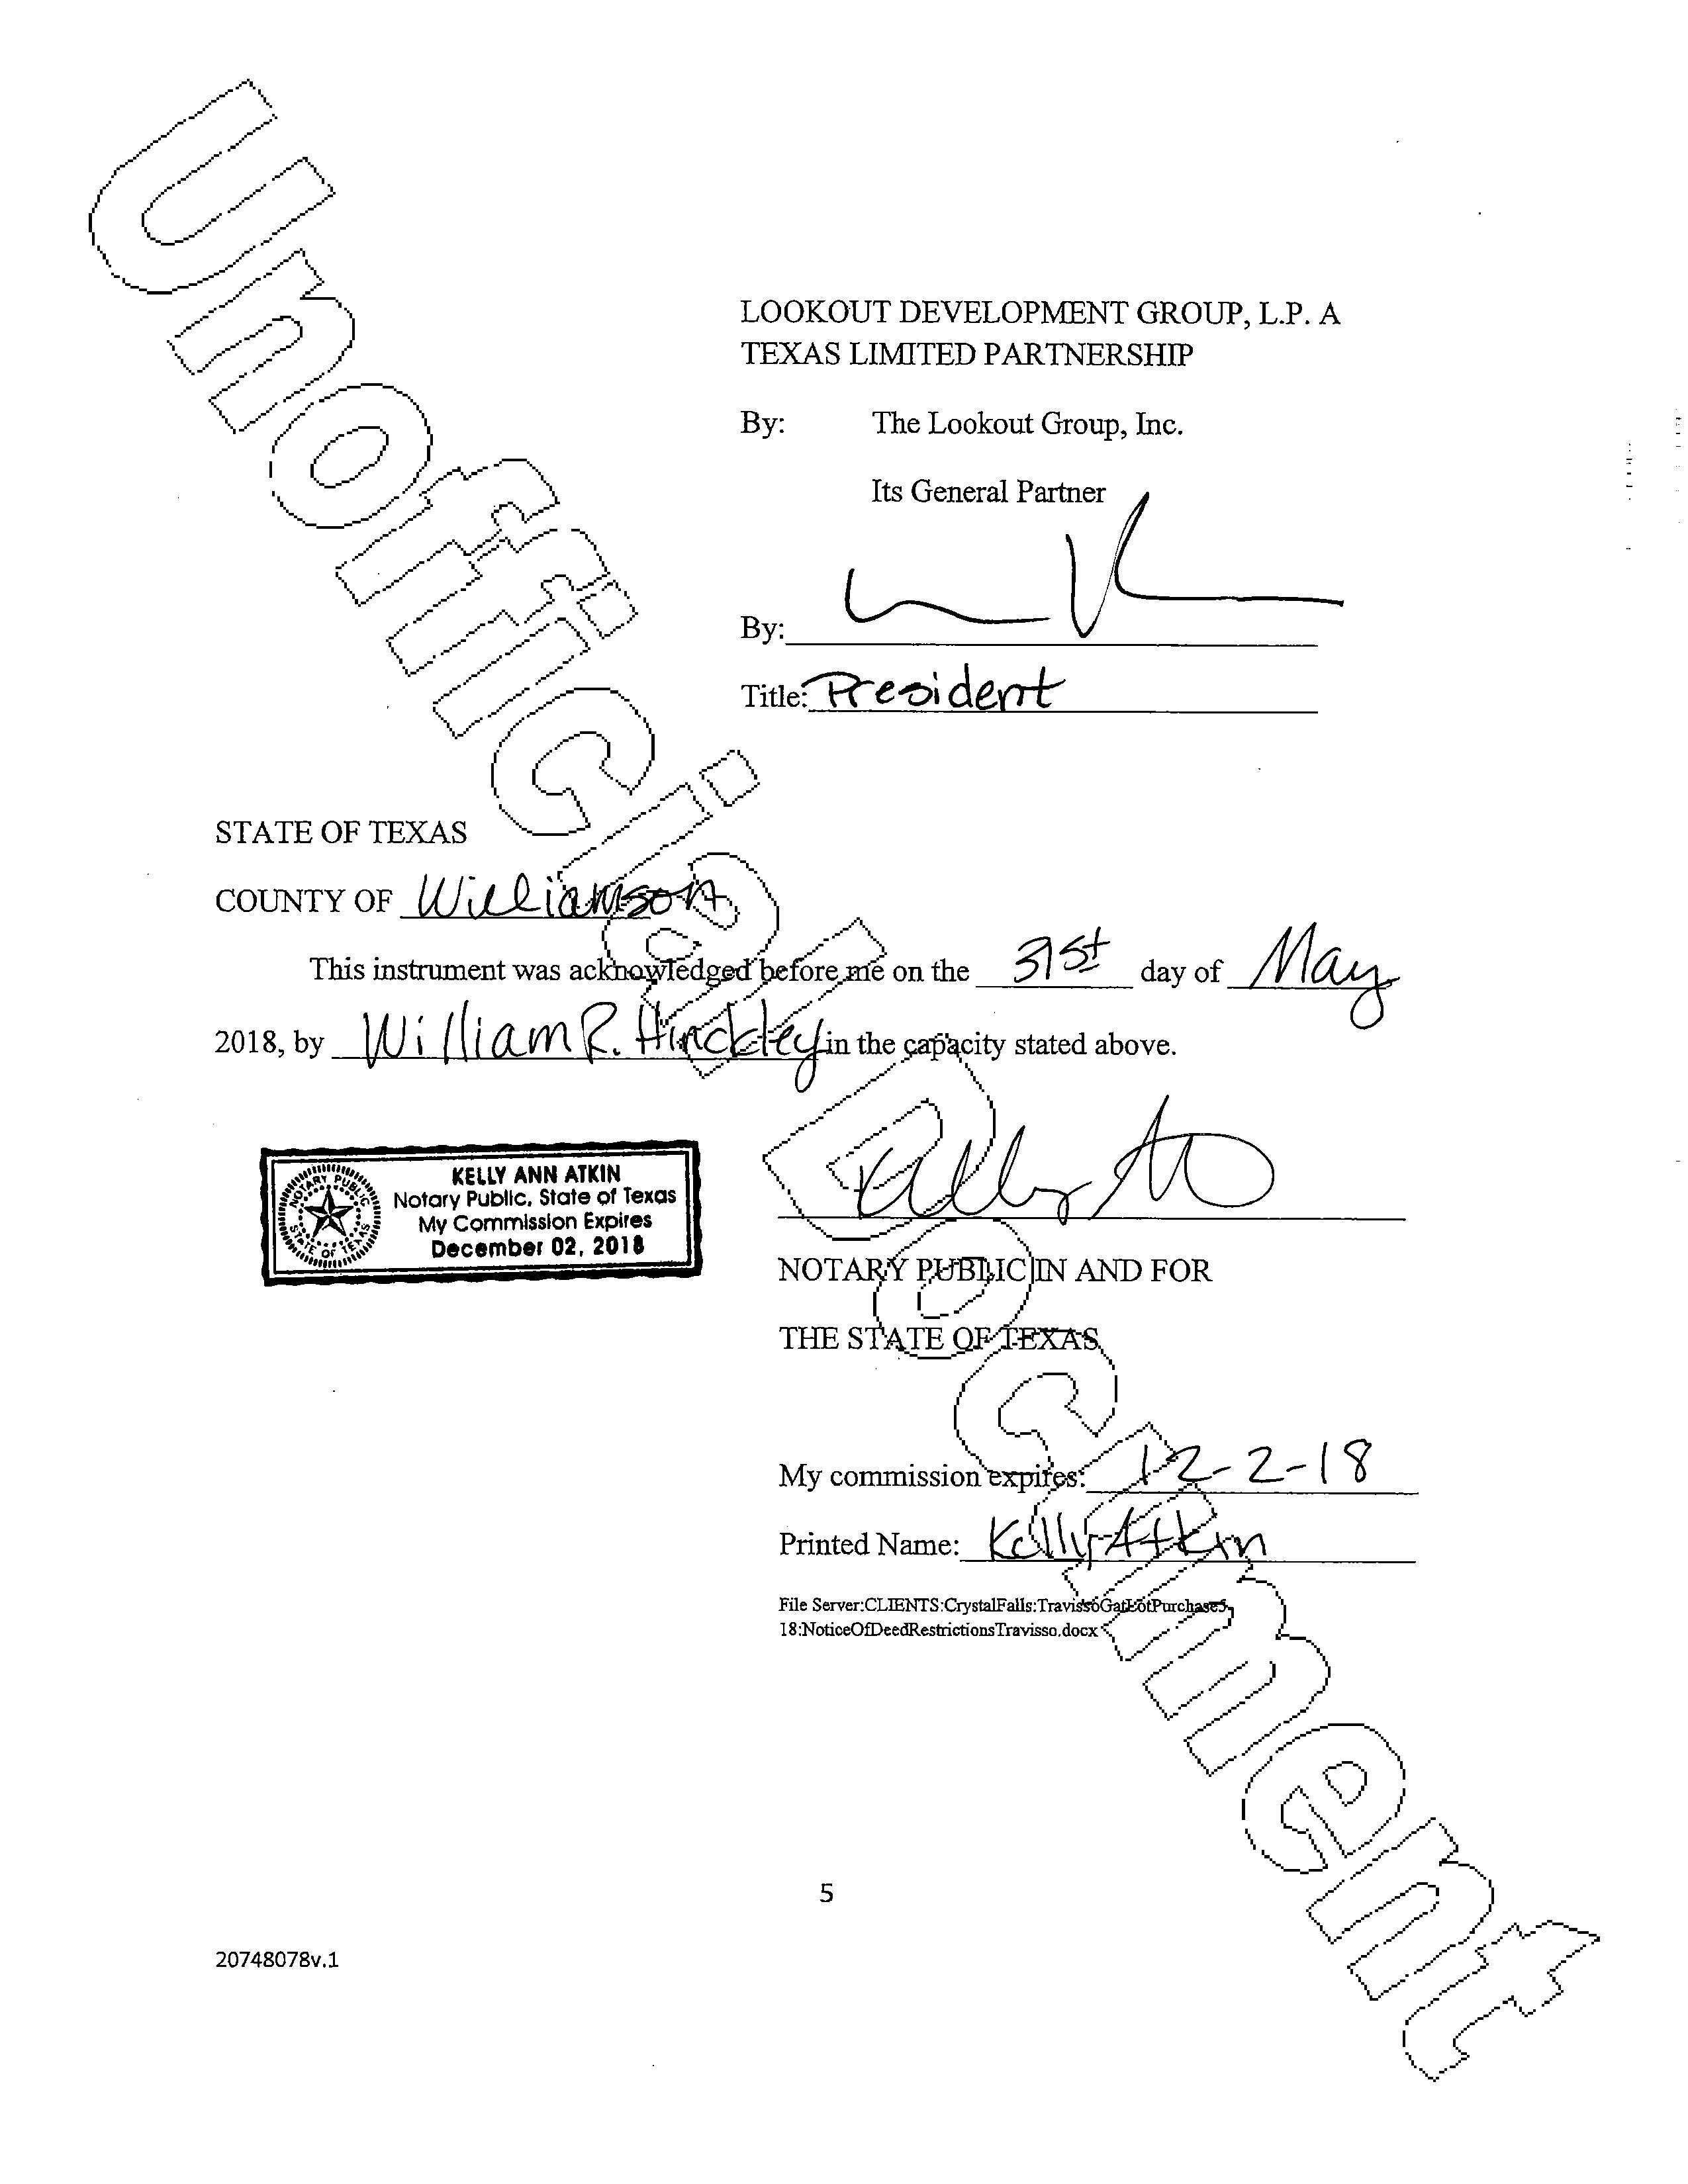 Unofficial Document
LOOKOUT DEVELOPMENT GROUP, L.P. A
TEXAS LIMITED PARTNERSHIP
By: The Lookout Group, Inc.
Its General Partner
By:
Title: President
STATE OF TEXAS
COUNTY OF Williamson
This instrument was acknowledged before me on the 31st day of May
2018, by William R. Hinckley in the capacity stated above.
NOTARY PUBLIC
STATE OF TEXAS
KELLY ANN ATKIN
Notary Public, State of Texas
My Commission Expires
December 02, 2018
Kelly
NOTARY PUBLIC IN AND FOR
THE STATE OF TEXAS
My commission expires: 12-2-18
Printed Name: Kelly Atkin
File Server:CLIENTS:CrystalFalls:TravissoGatLotPurchase5-
18:NoticeOfDeedRestrictionsTravisso.docx
5
20748078v.1